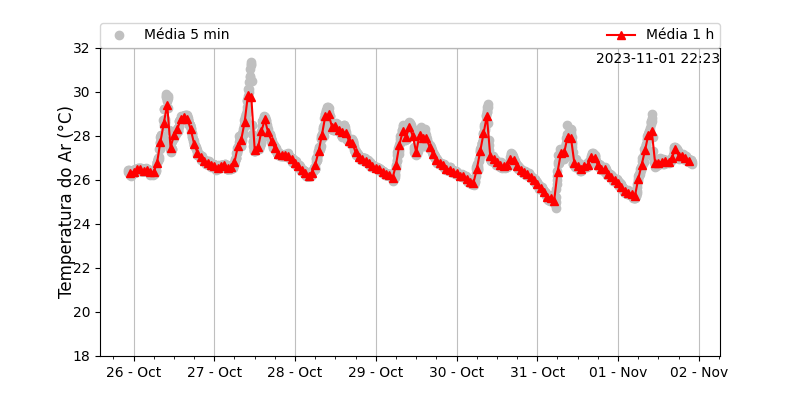 Média 5 min
Média 1 h
2023-11-01 22:23
Temperatura do Ar (°C)
32
30
28
26
24
22
20
18
26 - Oct
27 - Oct
28 - Oct
29 - Oct
30 - Oct
31 - Oct
01 - Nov
02 - Nov